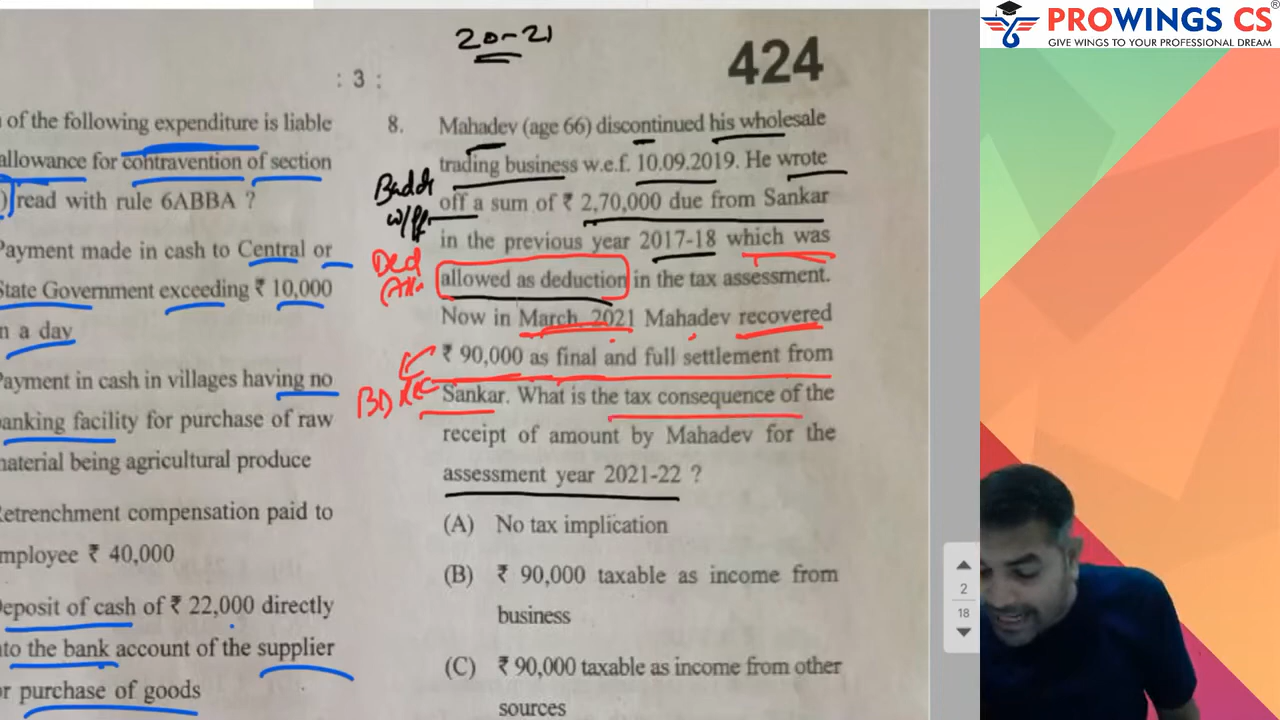 PROWINGS CS®
GIVE WINGS TO YOUR PROFESSIONAL DREAM
20-21
: 3 :
424
of the following expenditure is liable
allowance for contravention of section
) read with rule 6ABBA ?
Payment made in cash to Central or
State Government exceeding ₹ 10,000
n a day
Payment in cash in villages having no
anking facility for purchase of raw
material being agricultural produce
Retrenchment compensation paid to
mployee ₹ 40,000
Deposit of cash of ₹ 22,000 directly
nto the bank account of the supplier
or purchase of goods
8. Mahadev (age 66) discontinued his wholesale
trading business w.e.f. 10.09.2019. He wrote
off a sum of ₹ 2,70,000 due from Sankar
in the previous year 2017-18 which was
allowed as deduction in the tax assessment.
Now in March 2021 Mahadev recovered
₹ 90,000 as final and full settlement from
Sankar. What is the tax consequence of the
receipt of amount by Mahadev for the
assessment year 2021-22 ?
(A) No tax implication
(B) ₹ 90,000 taxable as income from
business
(C) ₹ 90,000 taxable as income from other
sources
w/ff
Ded
BD
2
18